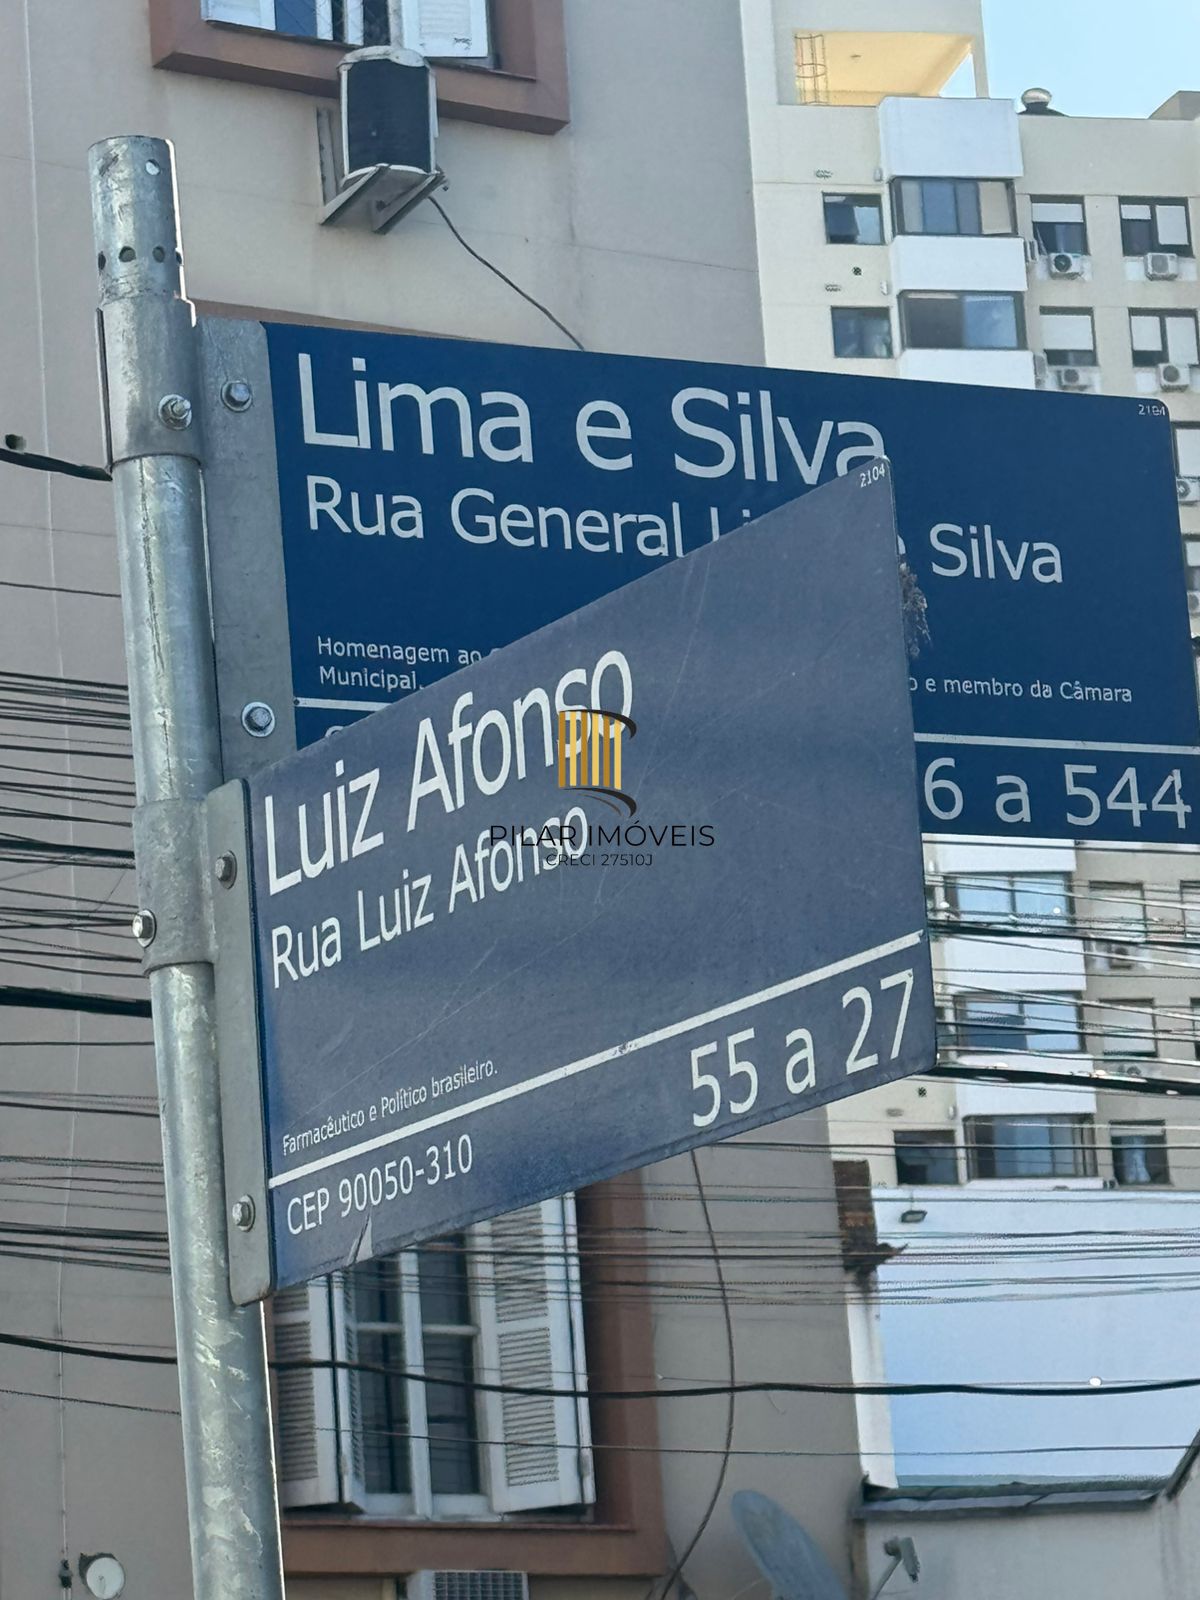 Lima e Silva
2104
Rua General Silva
Homenagem ao
e membro da Câmara
Municipal.
6 a 544
2104
Luiz Afonso
Rua Luiz Afonso
PILAR IMÓVEIS
CRECI 27510J
Farmacêutico e Político brasileiro.
CEP 90050-310
55 a 27